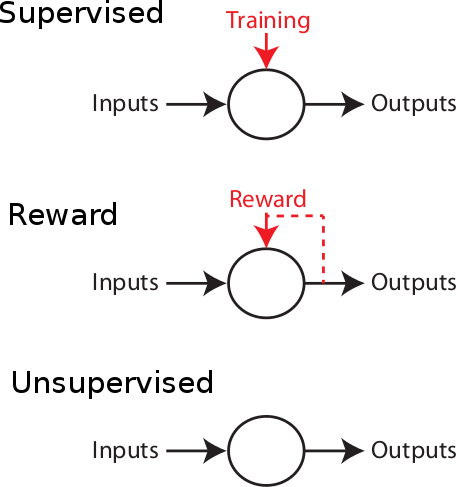 Supervised
Training
Inputs Outputs
Reward
Reward
Inputs Outputs
Unsupervised
Inputs Outputs